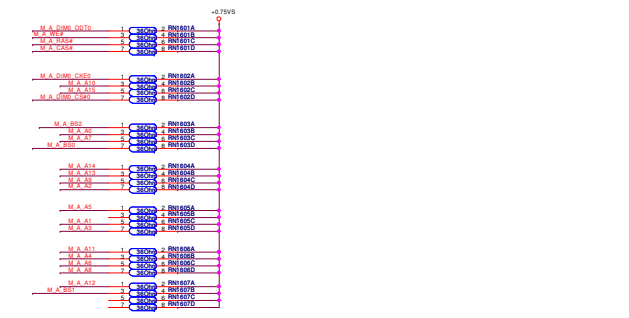 +0.75VS
M_A_DIM0_ODT0 1 36Ohm 2 RN1601A
M_A_WE# 3 36Ohm 4 RN1601B
M_A_RAS# 5 36Ohm 6 RN1601C
M_A_CAS# 7 36Ohm 8 RN1601D
M_A_DIM0_CKE0 1 36Ohm 2 RN1602A
M_A_A10 3 36Ohm 4 RN1602B
M_A_A15 5 36Ohm 6 RN1602C
M_A_DIM0_CS#0 7 36Ohm 8 RN1602D
M_A_BS2 1 36Ohm 2 RN1603A
M_A_A0 3 36Ohm 4 RN1603B
M_A_A7 5 36Ohm 6 RN1603C
M_A_BS0 7 36Ohm 8 RN1603D
M_A_A14 1 36Ohm 2 RN1604A
M_A_A13 3 36Ohm 4 RN1604B
M_A_A9 5 36Ohm 6 RN1604C
M_A_A2 7 36Ohm 8 RN1604D
M_A_A5 1 36Ohm 2 RN1605A
3 36Ohm 4 RN1605B
M_A_A1 5 36Ohm 6 RN1605C
M_A_A3 7 36Ohm 8 RN1605D
M_A_A11 1 36Ohm 2 RN1606A
M_A_A4 3 36Ohm 4 RN1606B
M_A_A6 5 36Ohm 6 RN1606C
M_A_A8 7 36Ohm 8 RN1606D
M_A_A12 1 36Ohm 2 RN1607A
M_A_BS1 3 36Ohm 4 RN1607B
5 36Ohm 6 RN1607C
7 36Ohm 8 RN1607D